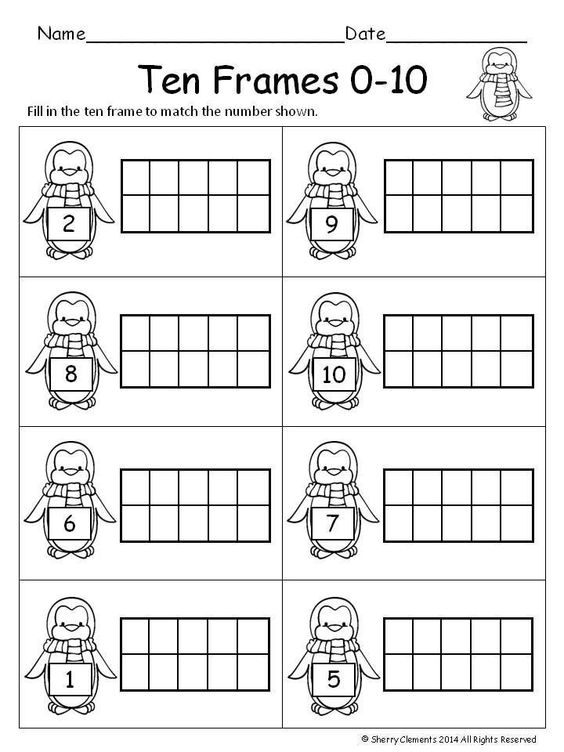 Name__________________________Date______________
Ten Frames 0-10
Fill in the ten frame to match the number shown.
2
9
8
10
6
7
1
5
© Sherry Clements 2014 All Rights Reserved